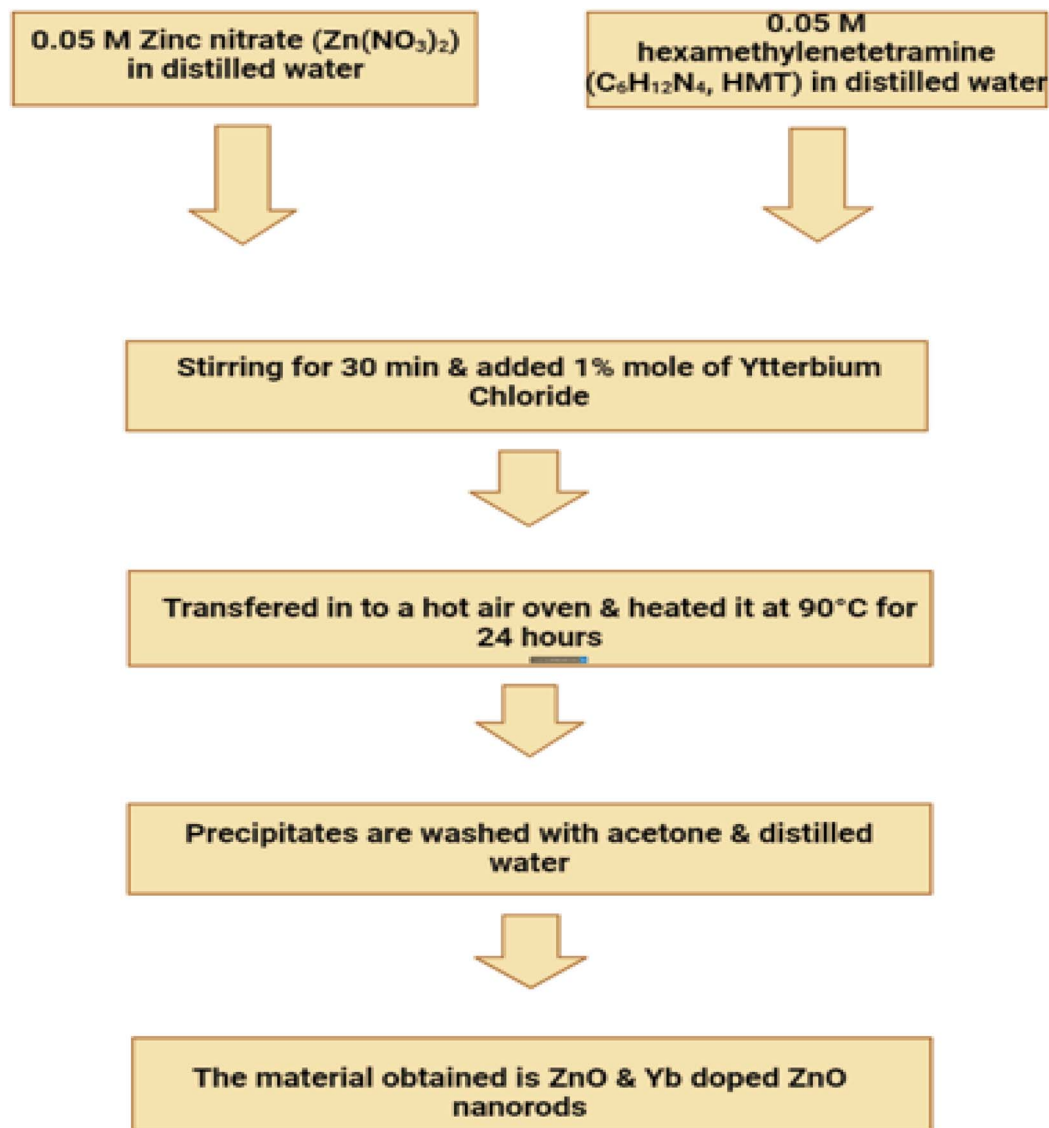 0.05 M Zinc nitrate (Zn(NO₃)₂)
in distilled water
0.05 M
hexamethylenetetramine
(C₆H₁₂N₄, HMT) in distilled water
Stirring for 30 min & added 1% mole of Ytterbium
Chloride
Transfered in to a hot air oven & heated it at 90°C for
24 hours
Precipitates are washed with acetone & distilled
water
The material obtained is ZnO & Yb doped ZnO
nanorods